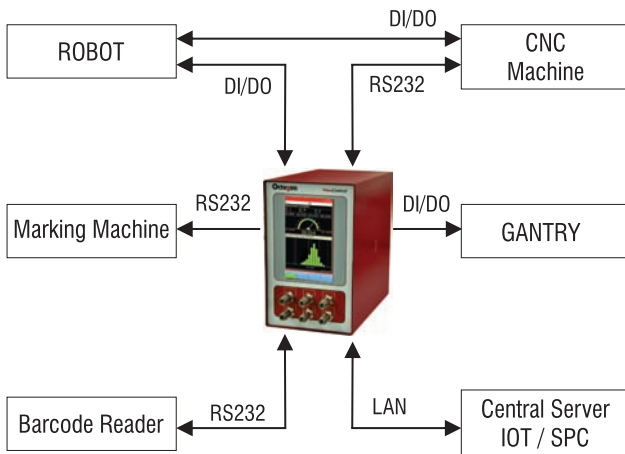 DI/DO
ROBOT
CNC
Machine
DI/DO
RS232
Marking Machine
RS232
DI/DO
GANTRY
Barcode Reader
RS232
LAN
Central Server
IOT / SPC